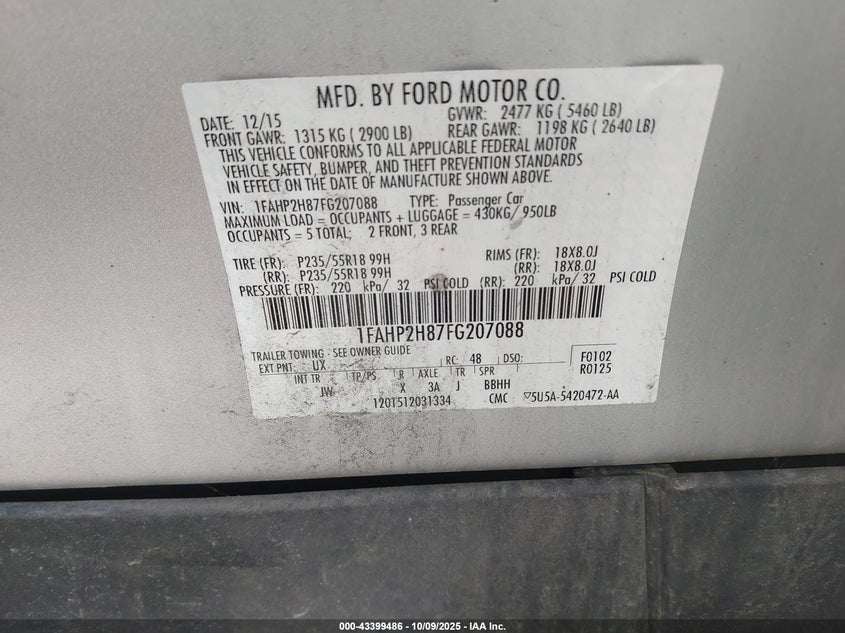 MFD. BY FORD MOTOR CO.
DATE: 12/15 GVWR: 2477 KG ( 5460 LB)
FRONT GAWR: 1315 KG ( 2900 LB) REAR GAWR: 1198 KG ( 2640 LB)
THIS VEHICLE CONFORMS TO ALL APPLICABLE FEDERAL MOTOR
VEHICLE SAFETY, BUMPER, AND THEFT PREVENTION STANDARDS
IN EFFECT ON THE DATE OF MANUFACTURE SHOWN ABOVE.
VIN: 1FAHP2H87FG207088 TYPE: Passenger Car
MAXIMUM LOAD = OCCUPANTS + LUGGAGE = 430KG/ 950LB
OCCUPANTS = 5 TOTAL; 2 FRONT, 3 REAR
TIRE (FR): P235/55R18 99H RIMS (FR): 18X8.0J
(RR): P235/55R18 99H (RR): 18X8.0J
PRESSURE (FR): 220 kPa/ 32 PSI COLD (RR): 220 kPa/ 32 PSI COLD
1FAHP2H87FG207088
TRAILER TOWING - SEE OWNER GUIDE
EXT PNT: UX RC: 48 DSO: F0102
INT TR TP/PS R AXLE TR SPR R0125
JW X 3A J BBHH
120T512031334 CMC 5U5A-5420472-AA
000-43399486 - 10/09/2025 - IAA Inc.